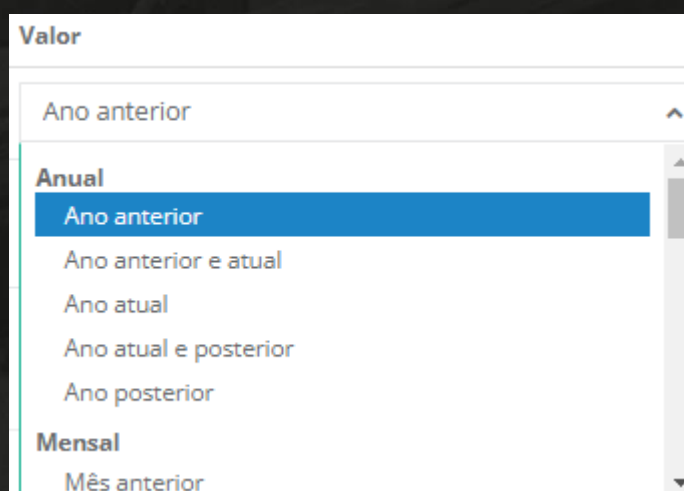 Valor
Ano anterior
Anual
Ano anterior
Ano anterior e atual
Ano atual
Ano atual e posterior
Ano posterior
Mensal
Mês anterior